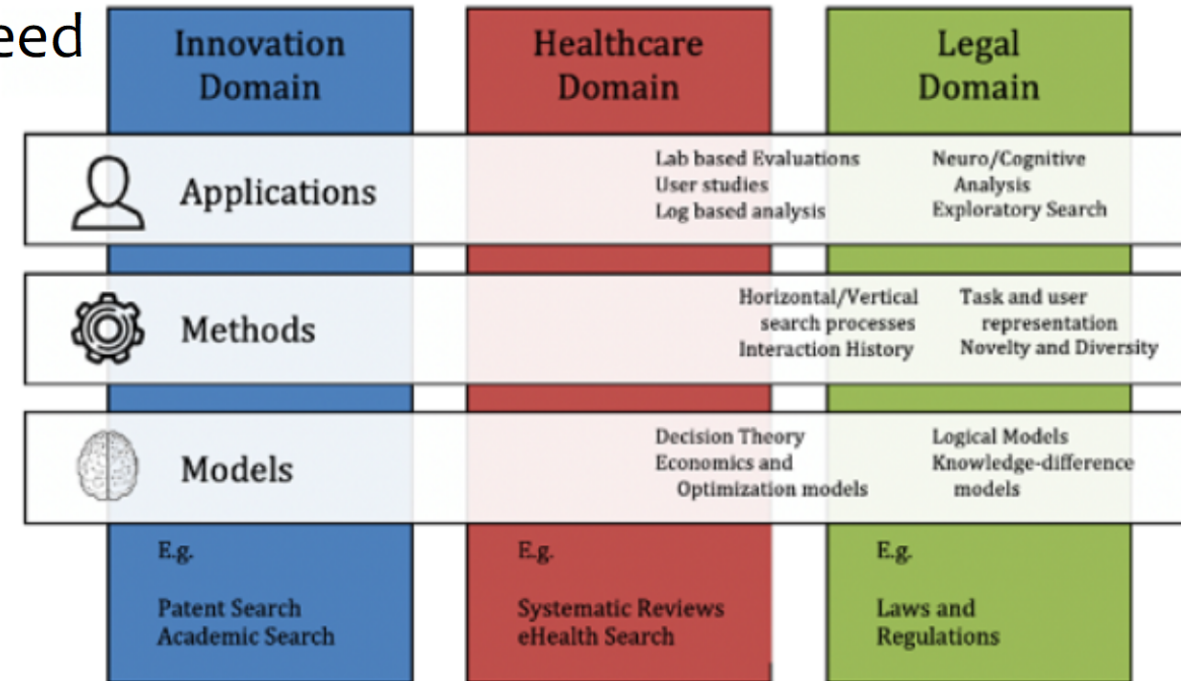 eed
Innovation
Domain
Healthcare
Domain
Legal
Domain
Applications
Lab based Evaluations
User studies
Log based analysis
Neuro/Cognitive
Analysis
Exploratory Search
Methods
Horizontal/Vertical
search processes
Interaction History
Task and user
representation
Novelty and Diversity
Models
Decision Theory
Economics and
Optimization models
Logical Models
Knowledge-difference
models
E.g.
Patent Search
Academic Search
E.g.
Systematic Reviews
eHealth Search
E.g.
Laws and
Regulations